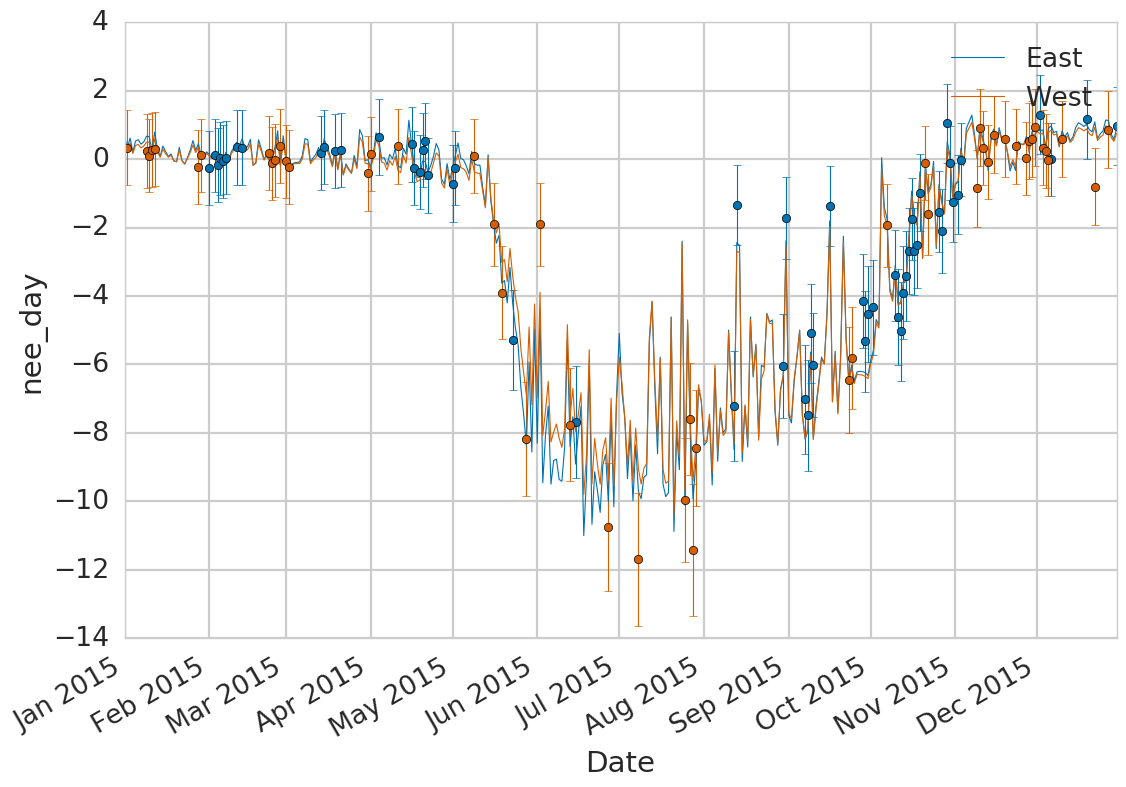 4
2
0
−2
−4
−6
−8
−10
−12
−14
nee_day
East
West
Jan 2015
Feb 2015
Mar 2015
Apr 2015
May 2015
Jun 2015
Jul 2015
Aug 2015
Sep 2015
Oct 2015
Nov 2015
Dec 2015
Date